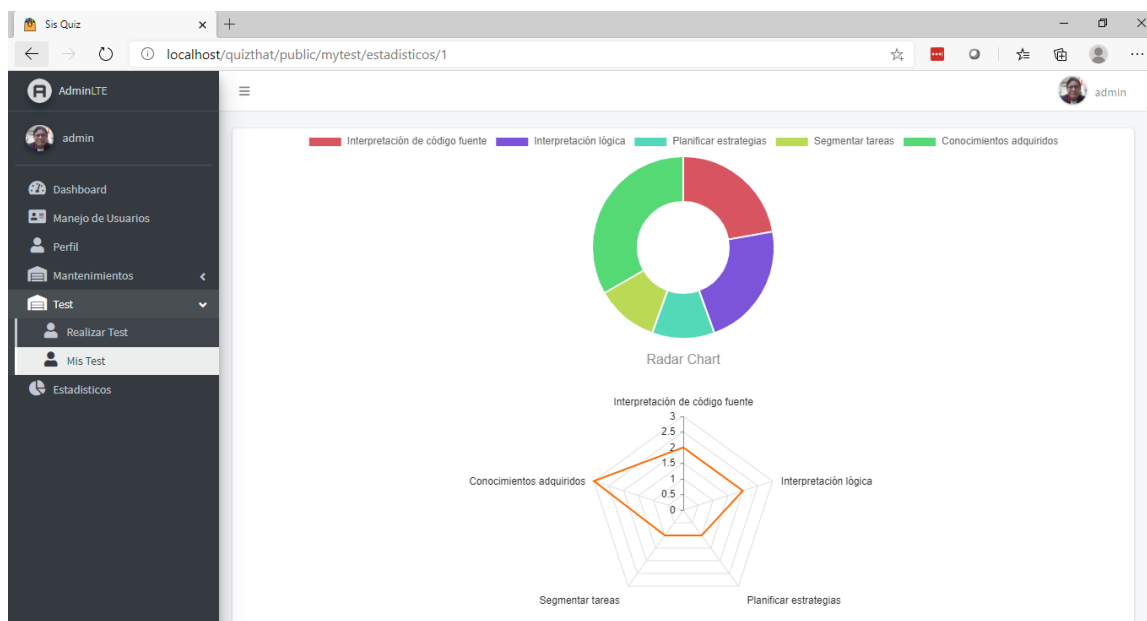 Sis Quiz
localhost/quizthat/public/mytest/estadisticos/1
AdminLTE
admin
admin
Dashboard
Manejo de Usuarios
Perfil
Mantenimientos
Test
Realizar Test
Mis Test
Estadisticos
Interpretación de código fuente Interpretación lógica Planificar estrategias Segmentar tareas Conocimientos adquiridos
Radar Chart
Interpretación de código fuente
3
2.5
2
1.5
1
0.5
0
Conocimientos adquiridos
Interpretación lógica
Segmentar tareas
Planificar estrategias